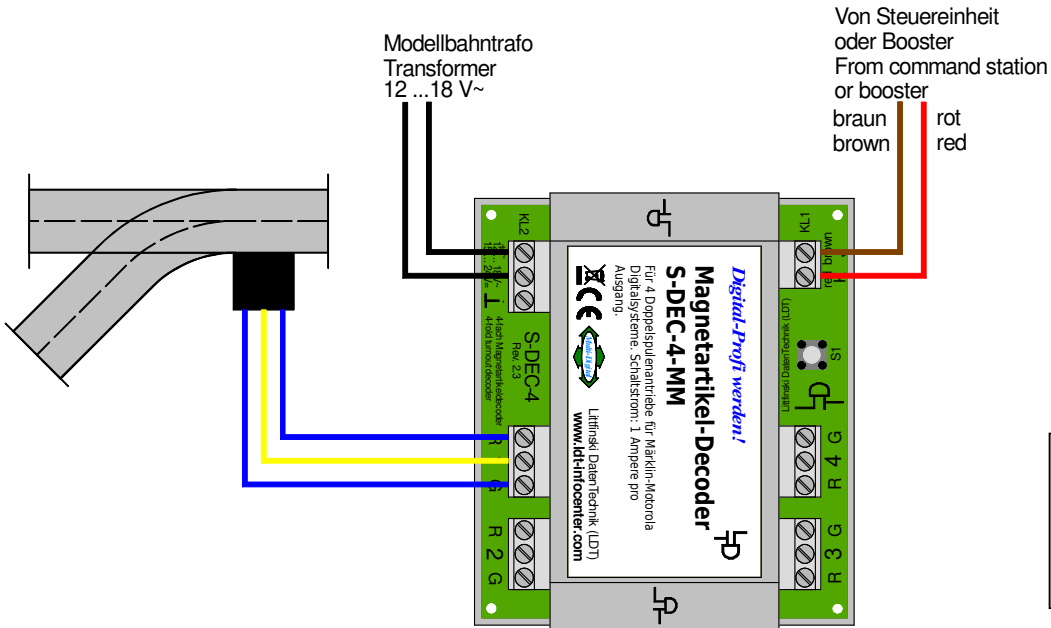 Modellbahntrafo
Transformer
12 ...18 V~
Von Steuereinheit
oder Booster
From command station
or booster
braun
brown
rot
red
KL2
KL1
red brown
S-DEC-4
Rev. 2.3
4-fach Magnetartikeldecoder
4-fold turnout decoder
Digital-Profi werden!
Magnetartikel-Decoder
S-DEC-4-MM
Für 4 Doppelspulenantriebe für Märklin-Motorola
Digitalsysteme. Schaltstrom: 1 Ampere pro
Ausgang.
CE
Multi-Digital
Littfinski DatenTechnik (LDT)
www.ldt-infocenter.com
S1
Littfinski DatenTechnik (LDT)
R
G
R 2 G
R 4 G
R 3 G